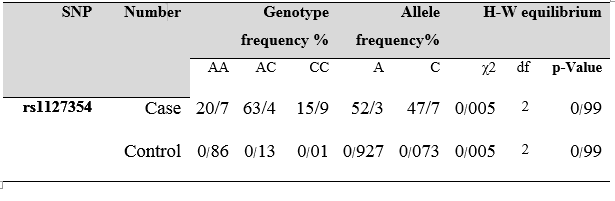 SNP Number Genotype frequency % Allele frequency% H-W equilibrium
AA AC CC A C χ2 df p-Value
rs1127354 Case 20/7 63/4 15/9 52/3 47/7 0/005 2 0/99
Control 0/86 0/13 0/01 0/927 0/073 0/005 2 0/99